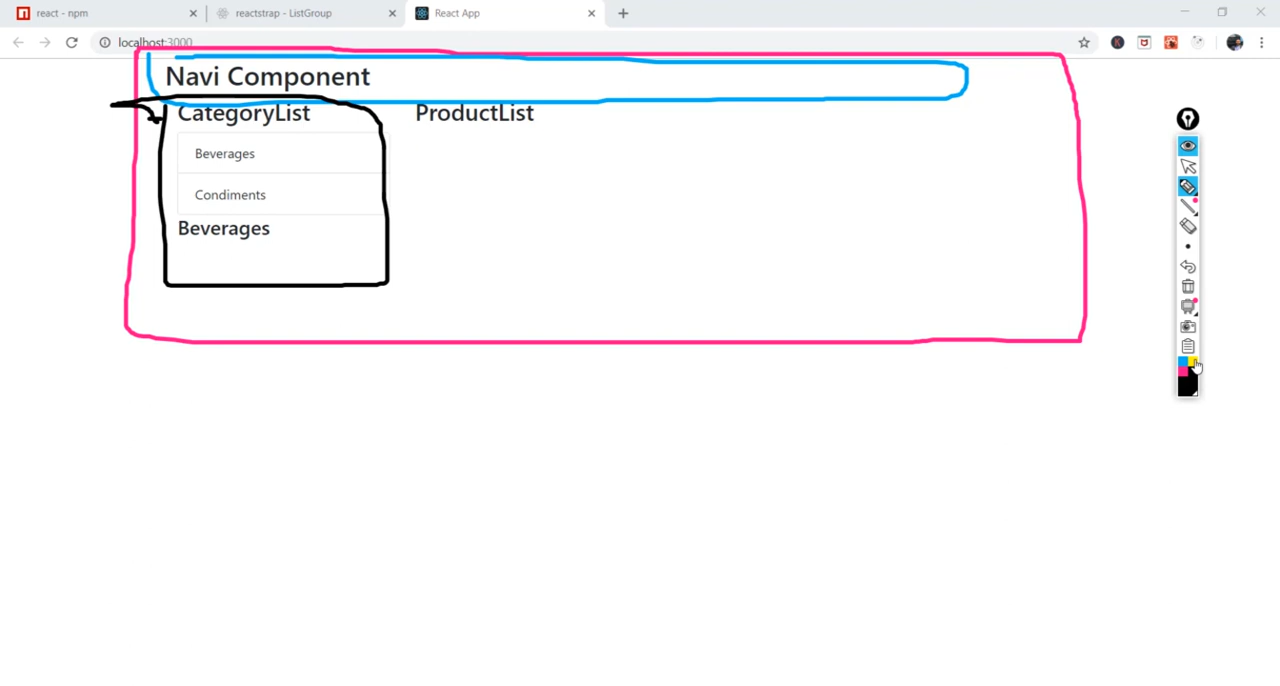 react - npm
reactstrap - ListGroup
React App
localhost:3000
Navi Component
CategoryList
ProductList
Beverages
Condiments
Beverages